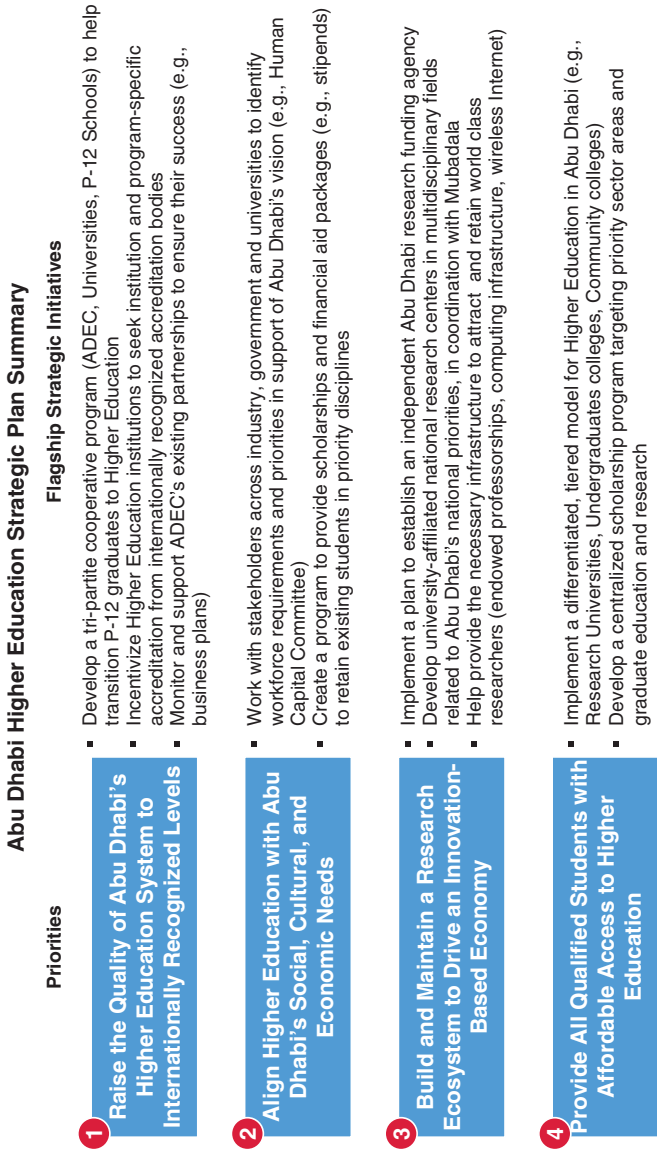 Abu Dhabi Higher Education Strategic Plan Summary
Priorities
Flagship Strategic Initiatives
1
Raise the Quality of Abu Dhabi's
Higher Education System to
Internationally Recognized Levels
▪ Develop a tri-partite cooperative program (ADEC, Universities, P-12 Schools) to help
transition P-12 graduates to Higher Education
▪ Incentivize Higher Education institutions to seek institution and program-specific
accreditation from internationally recognized accreditation bodies
▪ Monitor and support ADEC's existing partnerships to ensure their success (e.g.,
business plans)
2
Align Higher Education with Abu
Dhabi's Social, Cultural, and
Economic Needs
▪ Work with stakeholders across industry, government and universities to identify
workforce requirements and priorities in support of Abu Dhabi's vision (e.g., Human
Capital Committee)
▪ Create a program to provide scholarships and financial aid packages (e.g., stipends)
to retain existing students in priority disciplines
3
Build and Maintain a Research
Ecosystem to Drive an Innovation-
Based Economy
▪ Implement a plan to establish an independent Abu Dhabi research funding agency
▪ Develop university-affiliated national research centers in multidisciplinary fields
related to Abu Dhabi's national priorities, in coordination with Mubadala
▪ Help provide the necessary infrastructure to attract and retain world class
researchers (endowed professorships, computing infrastructure, wireless Internet)
4
Provide All Qualified Students with
Affordable Access to Higher
Education
▪ Implement a differentiated, tiered model for Higher Education in Abu Dhabi (e.g.,
Research Universities, Undergraduates colleges, Community colleges)
▪ Develop a centralized scholarship program targeting priority sector areas and
graduate education and research